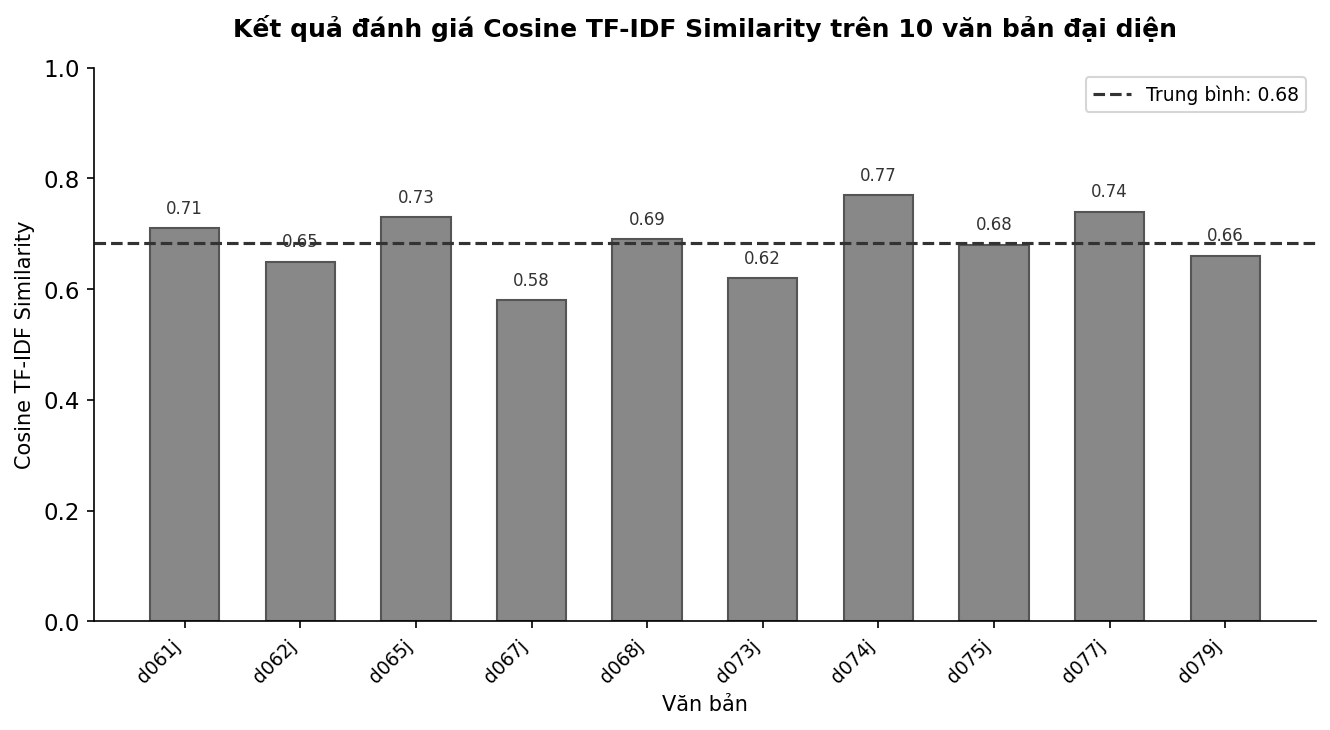 Kết quả đánh giá Cosine TF-IDF Similarity trên 10 văn bản đại diện
Trung bình: 0.68
Cosine TF-IDF Similarity
1.0
0.8
0.6
0.4
0.2
0.0
0.71
0.65
0.73
0.58
0.69
0.62
0.77
0.68
0.74
0.66
d061j
d062j
d065j
d067j
d068j
d073j
d074j
d075j
d077j
d079j
Văn bản